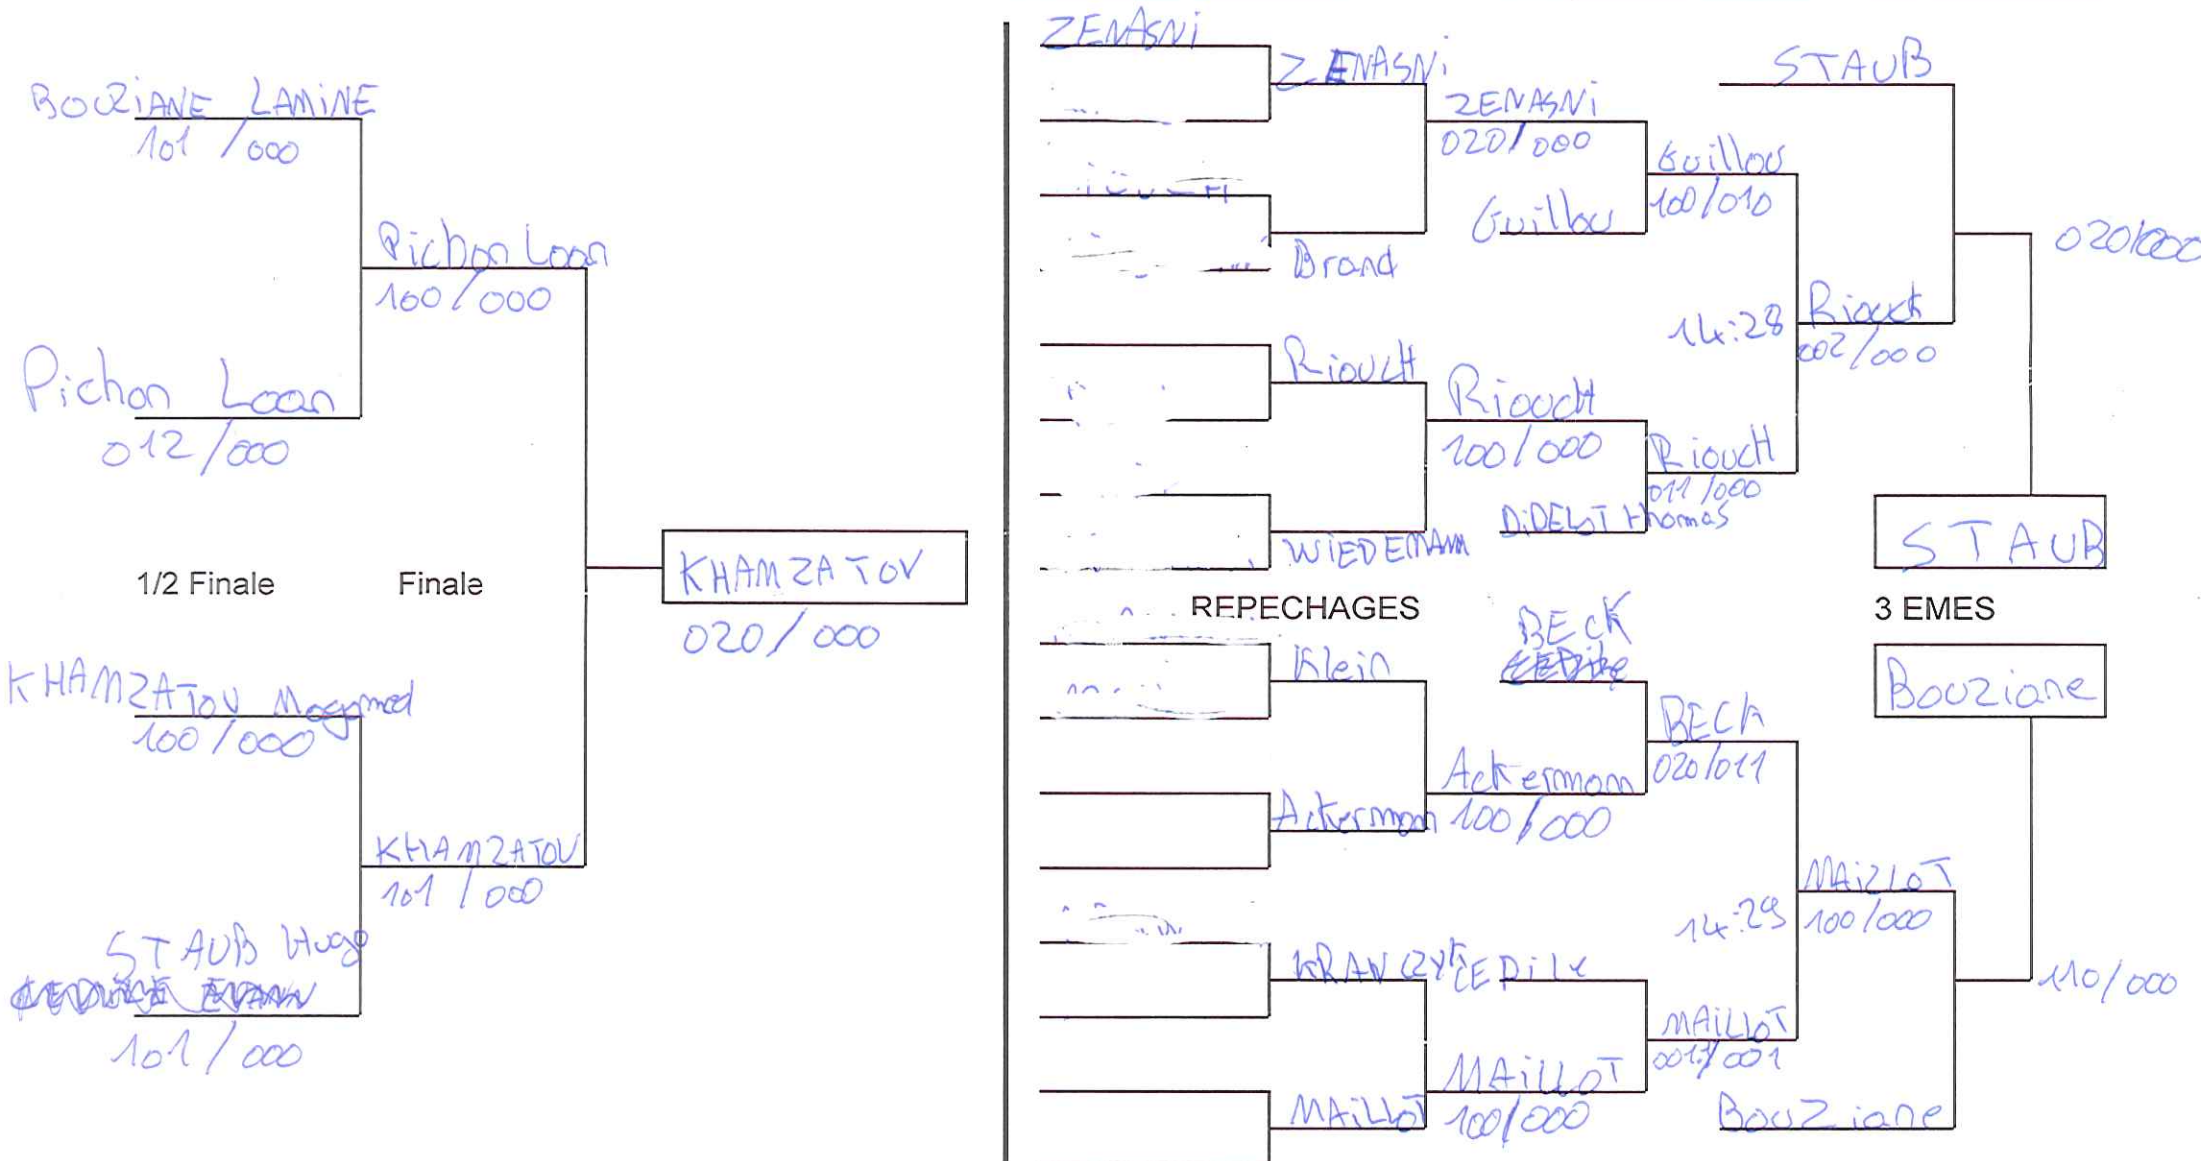 BOUZiANE LAMiNE
101 / 000
Pichon Loan
100 / 000
Pichon Loan
012 / 000
1/2 Finale
Finale
KHAMZATOV
020 / 000
KHAMZATOV Magomed
100 / 000
KHAMZATOV
101 / 000
STAUB Hugo
101 / 000
ZENASNi
ZENASNi
ZENASNi
020 / 000
Guillou
100 / 010
Guillou
Brand
STAUB
020/000
14:28
Riouch
002 / 000
RioucH
RioucH
100 / 000
RioucH
011 / 000
DiDELOT thomas
WiEDEMANN
STAUB
REPECHAGES
3 EMES
BECK
Klein
BECK
020/011
Bouziane
Ackermann
Ackermann
100 / 000
14:29
MAiLLOT
100/000
KRAWCZYK
CEDiLE
MAiLLOT
/001
110/000
MAiLLOT
MAiLLOT
100/000
BouZiane